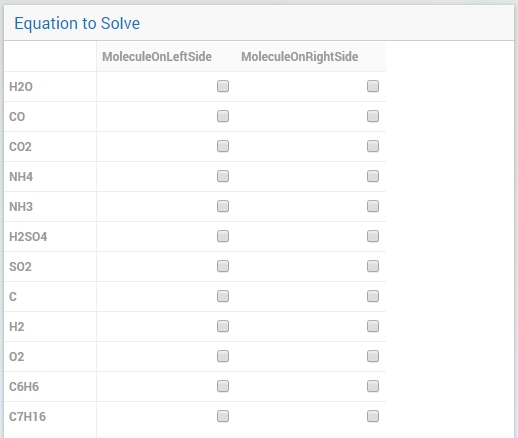 Equation to Solve
MoleculeOnLeftSide MoleculeOnRightSide
H2O
CO
CO2
NH4
NH3
H2SO4
SO2
C
H2
O2
C6H6
C7H16